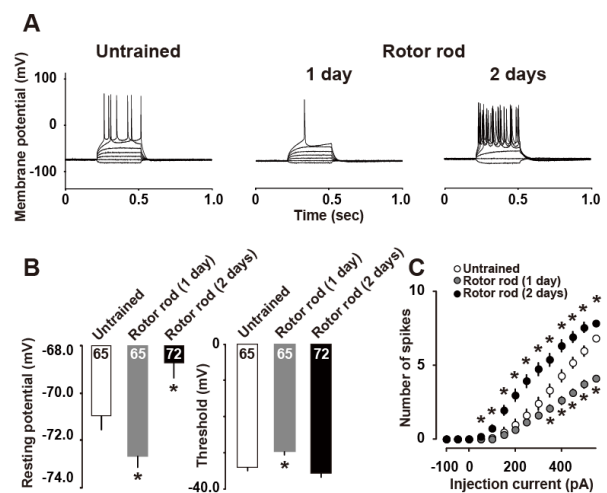 A
Untrained
Rotor rod
1 day
2 days
Membrane potential (mV)
100
0
-100
0
0.5
1.0
0
0.5
1.0
0
0.5
1.0
Time (sec)
B
Untrained
Rotor rod (1 day)
Rotor rod (2 days)
Resting potential (mV)
-68.0
-70.0
-72.0
-74.0
65
65
72
*
*
Untrained
Rotor rod (1 day)
Rotor rod (2 days)
Threshold (mV)
0
-40.0
65
65
72
*
C
Untrained
Rotor rod (1 day)
Rotor rod (2 days)
Number of spikes
10
5
0
* * * * * * * * * * *
* * * * *
-100
0
200
400
Injection current (pA)